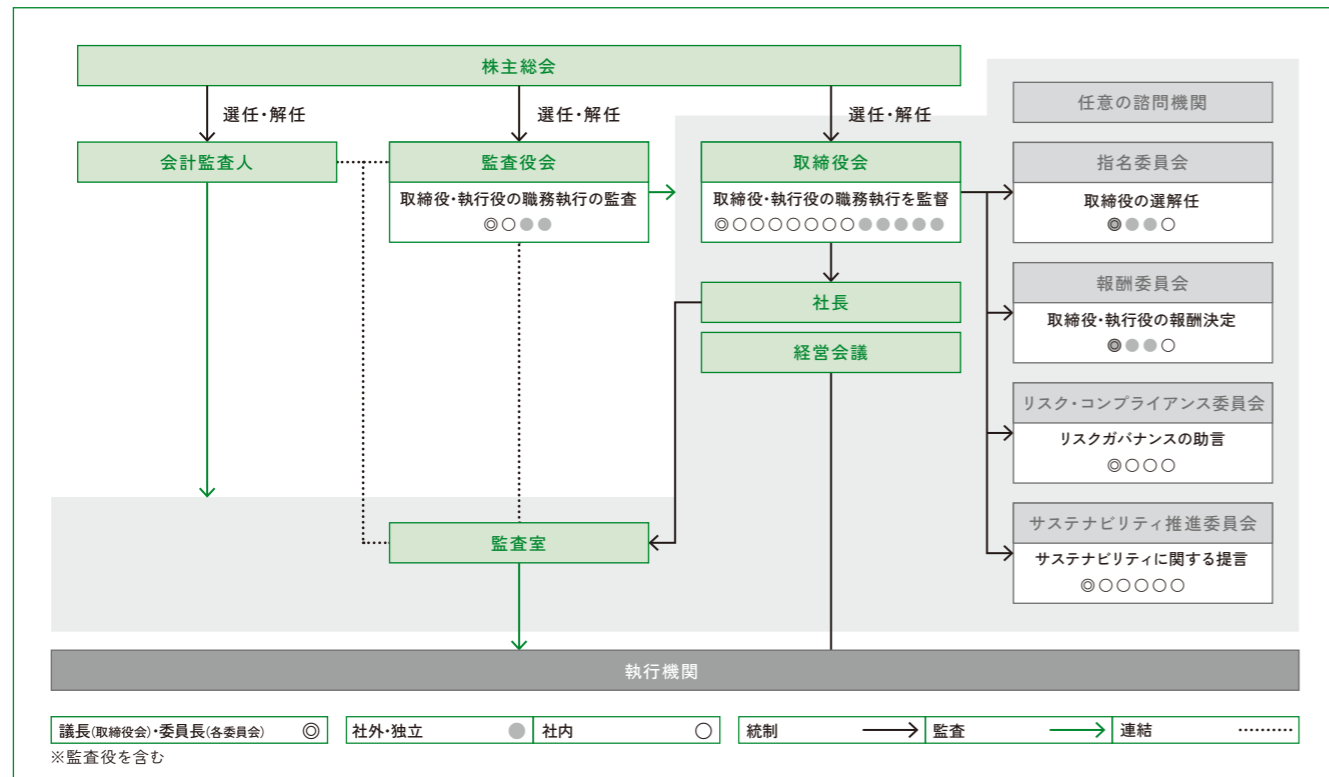 株主総会
選任・解任
選任・解任
選任・解任
任意の諮問機関
会計監査人
監査役会
取締役・執行役の職務執行の監査
◎○●●
取締役会
取締役・執行役の職務執行を監督
◎○○○○○○○●●●●●
指名委員会
取締役の選解任
◎●●○
社長
経営会議
報酬委員会
取締役・執行役の報酬決定
◎●●○
リスク・コンプライアンス委員会
リスクガバナンスの助言
◎○○○
監査室
サステナビリティ推進委員会
サステナビリティに関する提言
◎○○○○○
執行機関
議長(取締役会)・委員長(各委員会) ◎
社外・独立 ●
社内 ○
統制
監査
連結
※監査役を含む